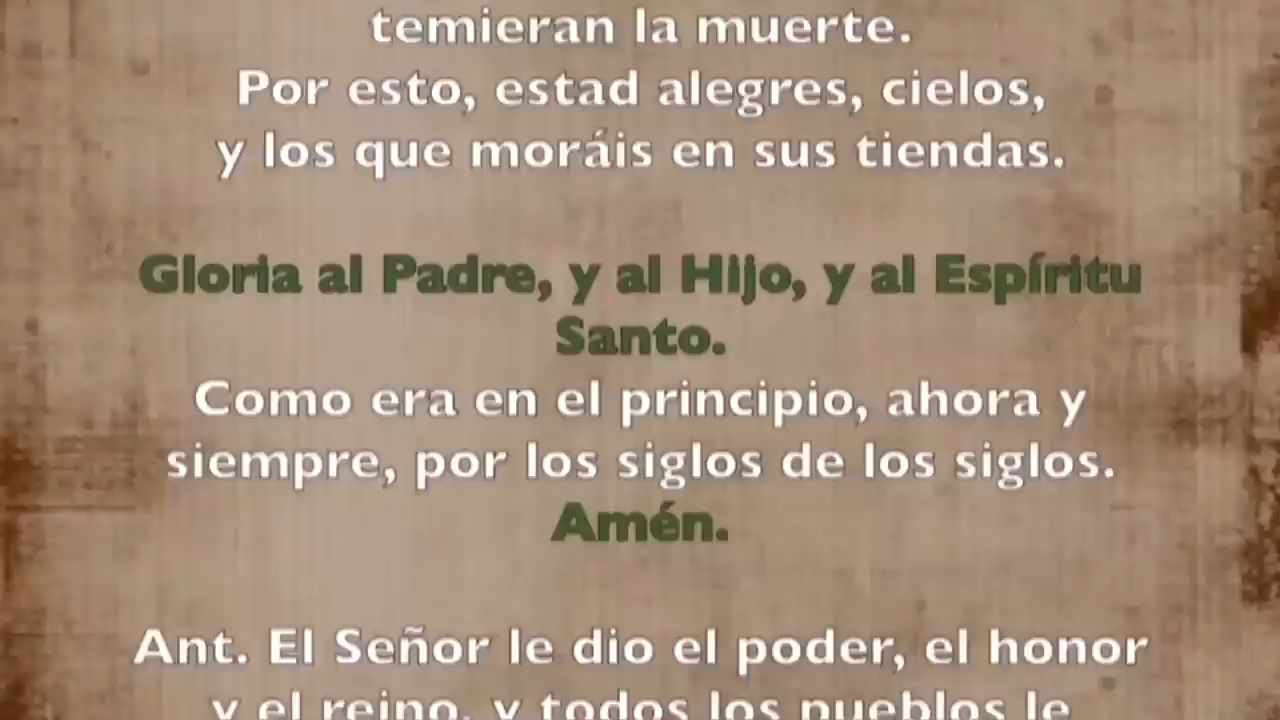 temieran la muerte.
Por esto, estad alegres, cielos,
y los que moráis en sus tiendas.
Gloria al Padre, y al Hijo, y al Espíritu
Santo.
Como era en el principio, ahora y
siempre, por los siglos de los siglos.
Amén.
Ant. El Señor le dio el poder, el honor
y el reino, y todos los pueblos le